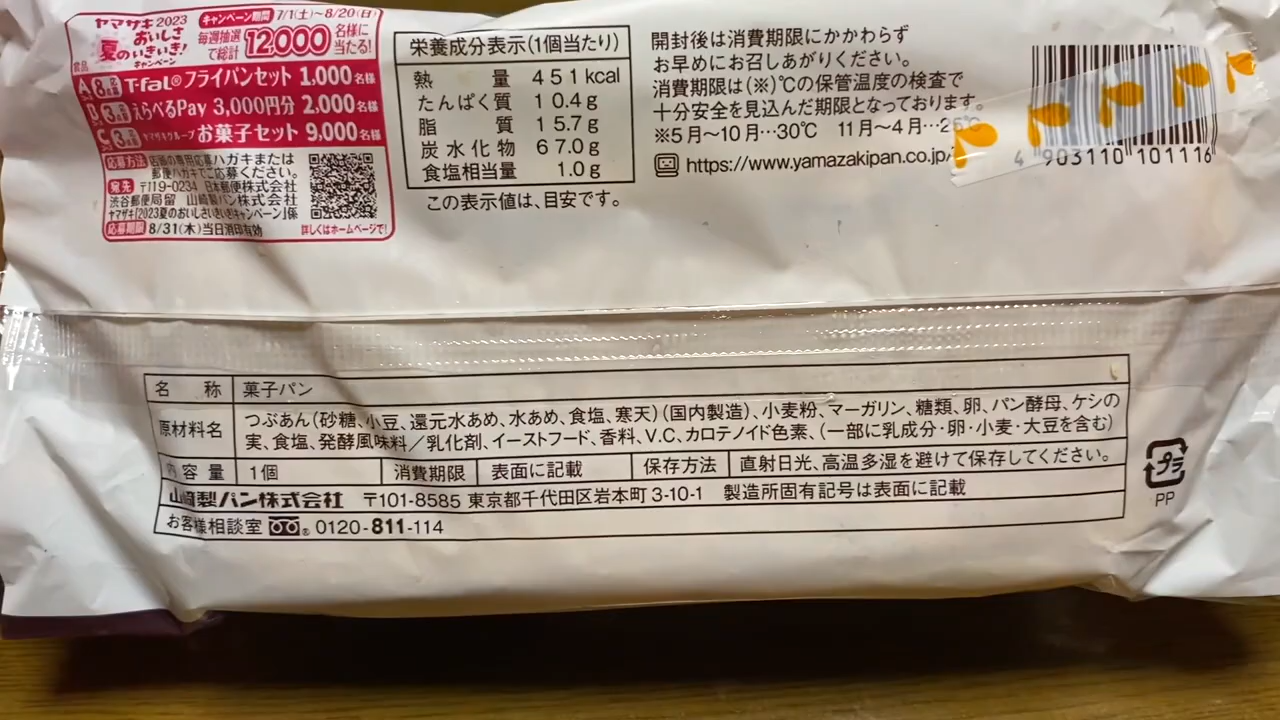 ヤマザキ2023
おいしさ
夏のいきいき!
キャンペーン
キャンペーン期間 7/1(土)~8/20(日)
毎週抽選で総計 12,000名様に当たる!
賞品
A 8点 T-fal®フライパンセット 1,000名様
B 3点 えらべるPay 3,000円分 2,000名様
C 3点 ヤマザキグループ お菓子セット 9,000名様
応募方法 店頭の専用応募ハガキまたは
郵便ハガキでご応募ください。
宛先 〒119-0234 日本郵便株式会社
渋谷郵便局留 山崎製パン株式会社
ヤマザキ「2023夏のおいしさいきいきキャンペーン」係
応募期限 8/31(木)当日消印有効
詳しくはホームページで!
栄養成分表示(1個当たり)
熱量 451kcal
たんぱく質 10.4g
脂質 15.7g
炭水化物 67.0g
食塩相当量 1.0g
この表示値は、目安です。
開封後は消費期限にかかわらず
お早めにお召しあがりください。
消費期限は(※)℃の保管温度の検査で
十分安全を見込んだ期限となっております。
※5月~10月…30℃ 11月~4月…25℃
https://www.yamazakipan.co.jp/
4 903110 101116
名称 菓子パン
原材料名 つぶあん(砂糖、小豆、還元水あめ、水あめ、食塩、寒天)(国内製造)、小麦粉、マーガリン、糖類、卵、パン酵母、ケシの
実、食塩、発酵風味料/乳化剤、イーストフード、香料、V.C、カロテノイド色素、(一部に乳成分・卵・小麦・大豆を含む)
内容量 1個 消費期限 表面に記載 保存方法 直射日光、高温多湿を避けて保存してください。
山崎製パン株式会社 〒101-8585 東京都千代田区岩本町3-10-1 製造所固有記号は表面に記載
お客様相談室 ® 0120-811-114
プラ
PP